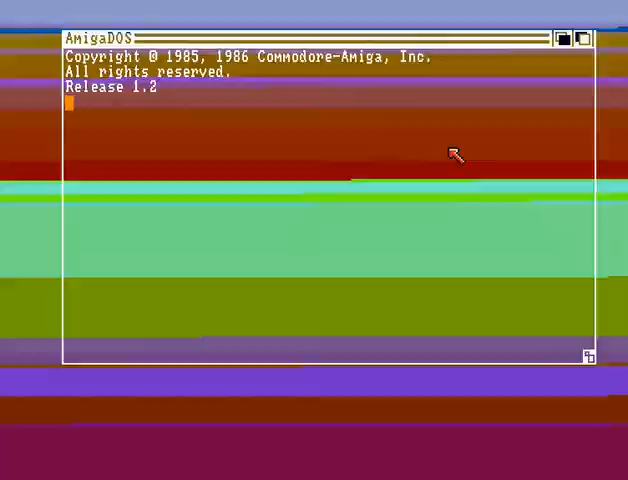 AmigaDOS
Copyright @ 1985, 1986 Commodore-Amiga, Inc.
All rights reserved.
Release 1.2